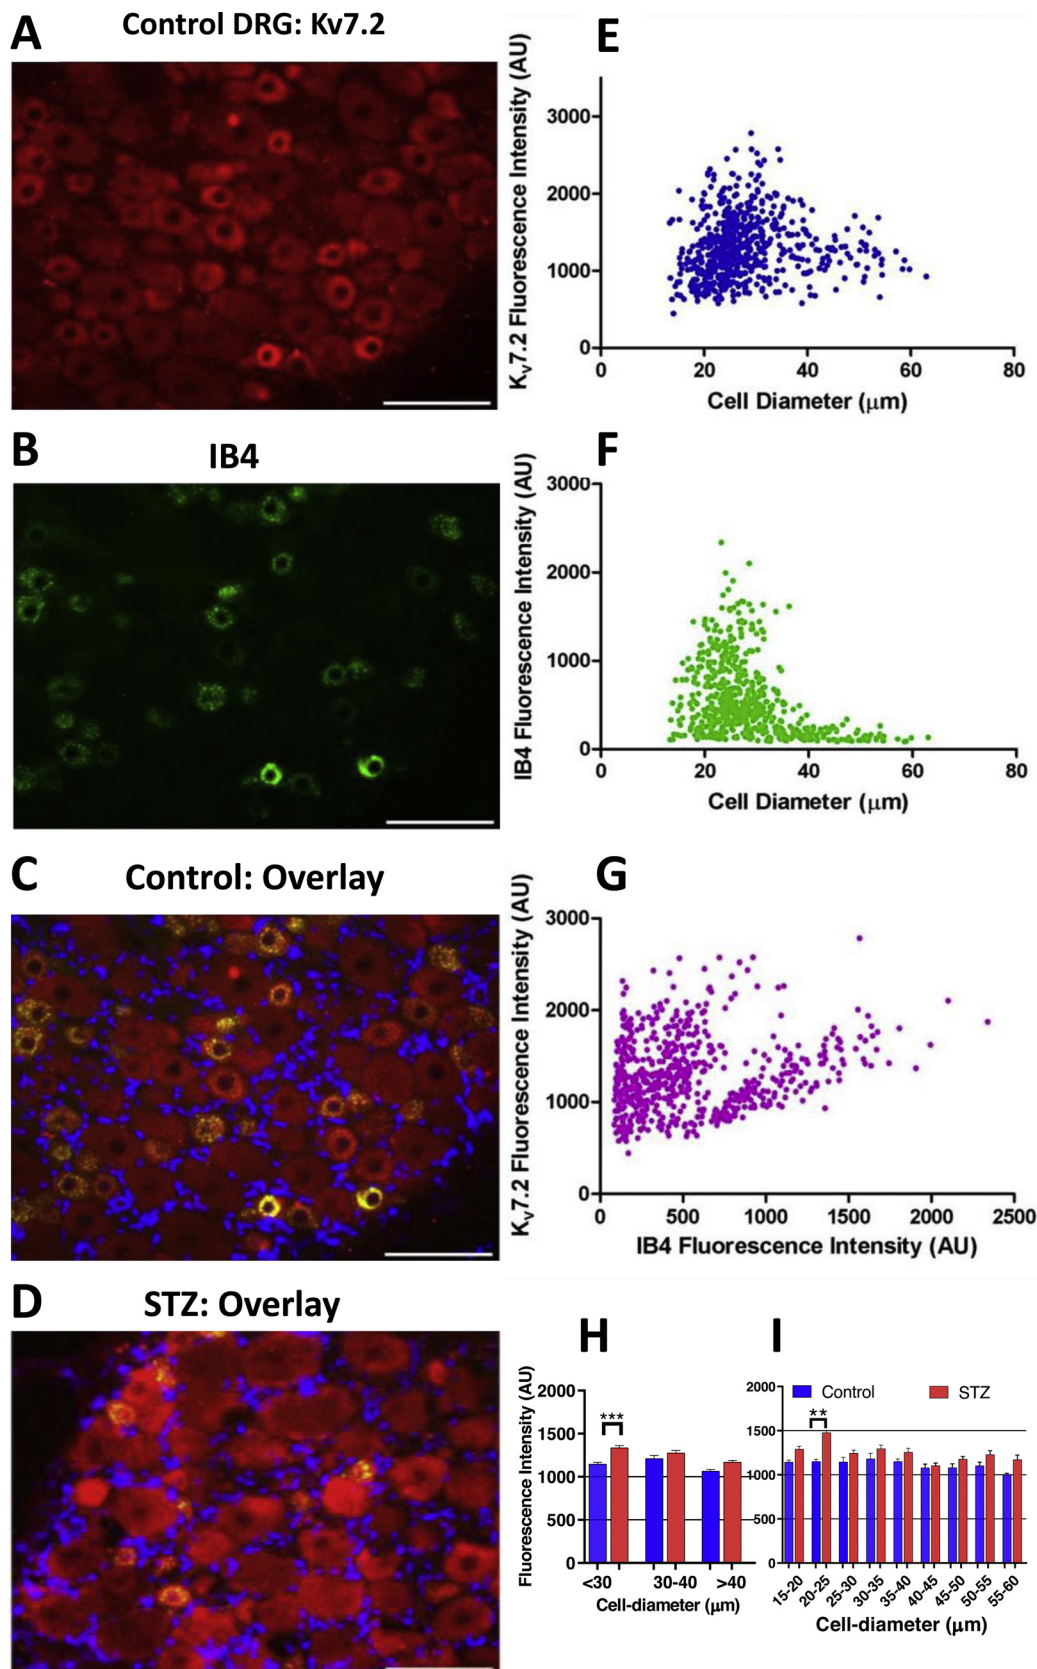 A
Control DRG: Kv7.2
B
IB4
C
Control: Overlay
D
STZ: Overlay
E
Kv7.2 Fluorescence Intensity (AU)
3000
2000
1000
0
0 20 40 60 80
Cell Diameter (μm)
F
IB4 Fluorescence Intensity (AU)
3000
2000
1000
0
0 20 40 60 80
Cell Diameter (μm)
G
Kv7.2 Fluorescence Intensity (AU)
3000
2000
1000
0
0 500 1000 1500 2000 2500
IB4 Fluorescence Intensity (AU)
H
Fluorescence Intensity (AU)
2000
1500
1000
500
0
***
<30 30-40 >40
Cell-diameter (μm)
I
2000
1500
1000
500
0
Control STZ
**
15-20 20-25 25-30 30-35 35-40 40-45 45-50 50-55 55-60
Cell-diameter (μm)